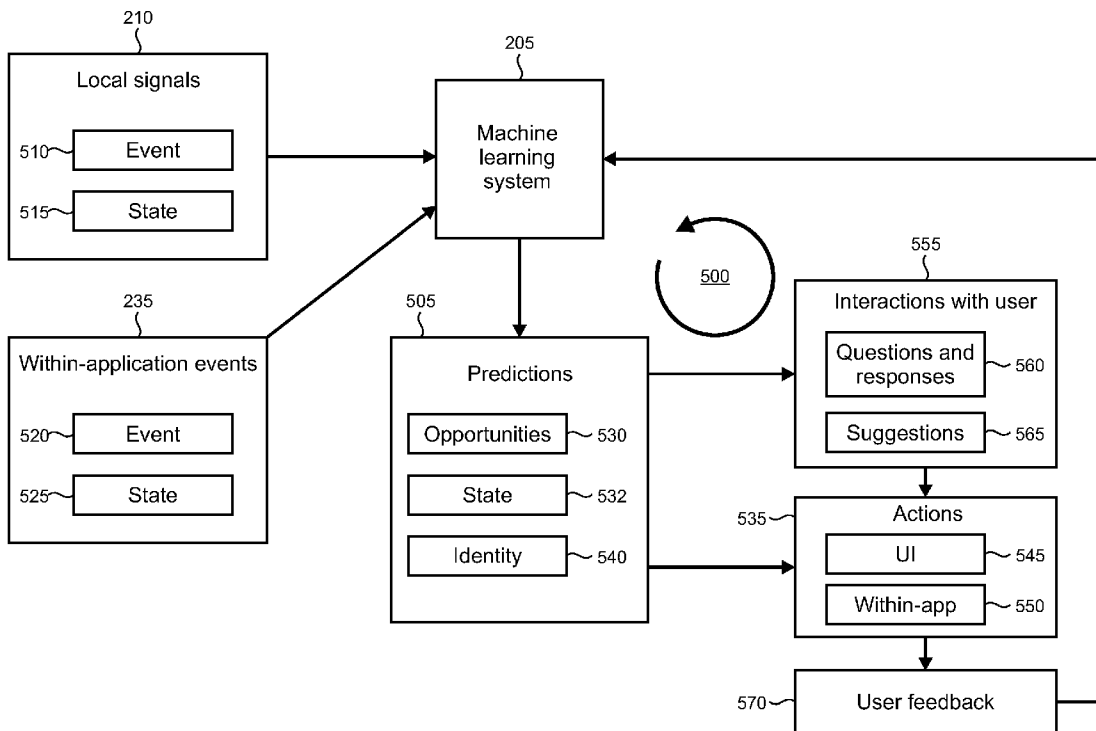 210
Local signals
510
Event
515
State
205
Machine
learning
system
500
235
Within-application events
520
Event
525
State
505
Predictions
Opportunities
530
State
532
Identity
540
555
Interactions with user
Questions and
responses
560
Suggestions
565
535
Actions
UI
545
Within-app
550
570
User feedback